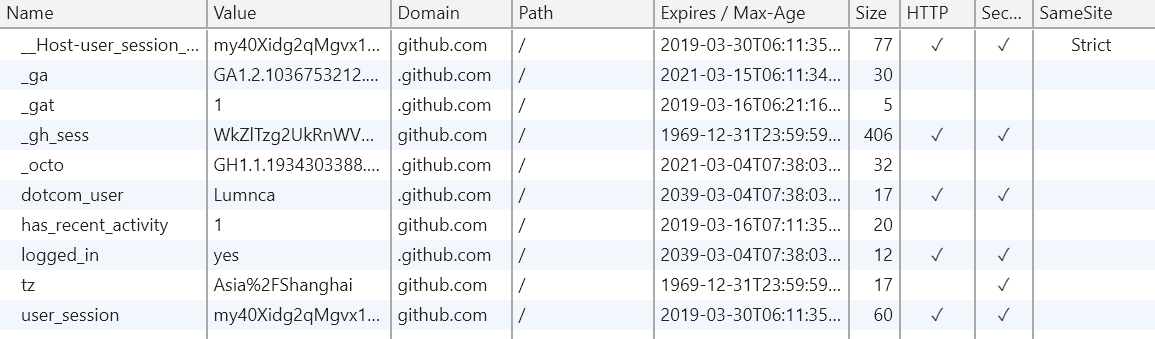 Name Value Domain Path Expires / Max-Age Size HTTP Sec... SameSite
__Host-user_session_... my40Xidg2qMgvx1... github.com / 2019-03-30T06:11:35... 77 ✓ ✓ Strict
_ga GA1.2.1036753212.... .github.com / 2021-03-15T06:11:34... 30
_gat 1 .github.com / 2019-03-16T06:21:16... 5
_gh_sess WkZlTzg2UkRnWV... github.com / 1969-12-31T23:59:59... 406 ✓ ✓
_octo GH1.1.1934303388.... .github.com / 2021-03-04T07:38:03... 32
dotcom_user Lumnca .github.com / 2039-03-04T07:38:03... 17 ✓ ✓
has_recent_activity 1 github.com / 2019-03-16T07:11:35... 20
logged_in yes .github.com / 2039-03-04T07:38:03... 12 ✓ ✓
tz Asia%2FShanghai github.com / 1969-12-31T23:59:59... 17 ✓
user_session my40Xidg2qMgvx1... github.com / 2019-03-30T06:11:35... 60 ✓ ✓